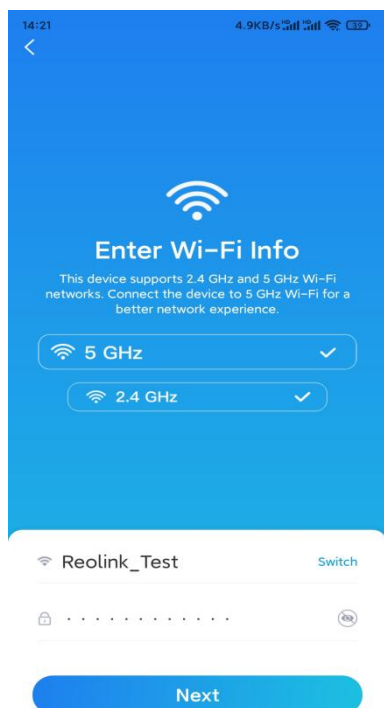 14:21
4.9KB/s
39
Enter Wi-Fi Info
This device supports 2.4 GHz and 5 GHz Wi-Fi
networks. Connect the device to 5 GHz Wi-Fi for a
better network experience.
5 GHz
2.4 GHz
Reolink_Test
Switch
Next